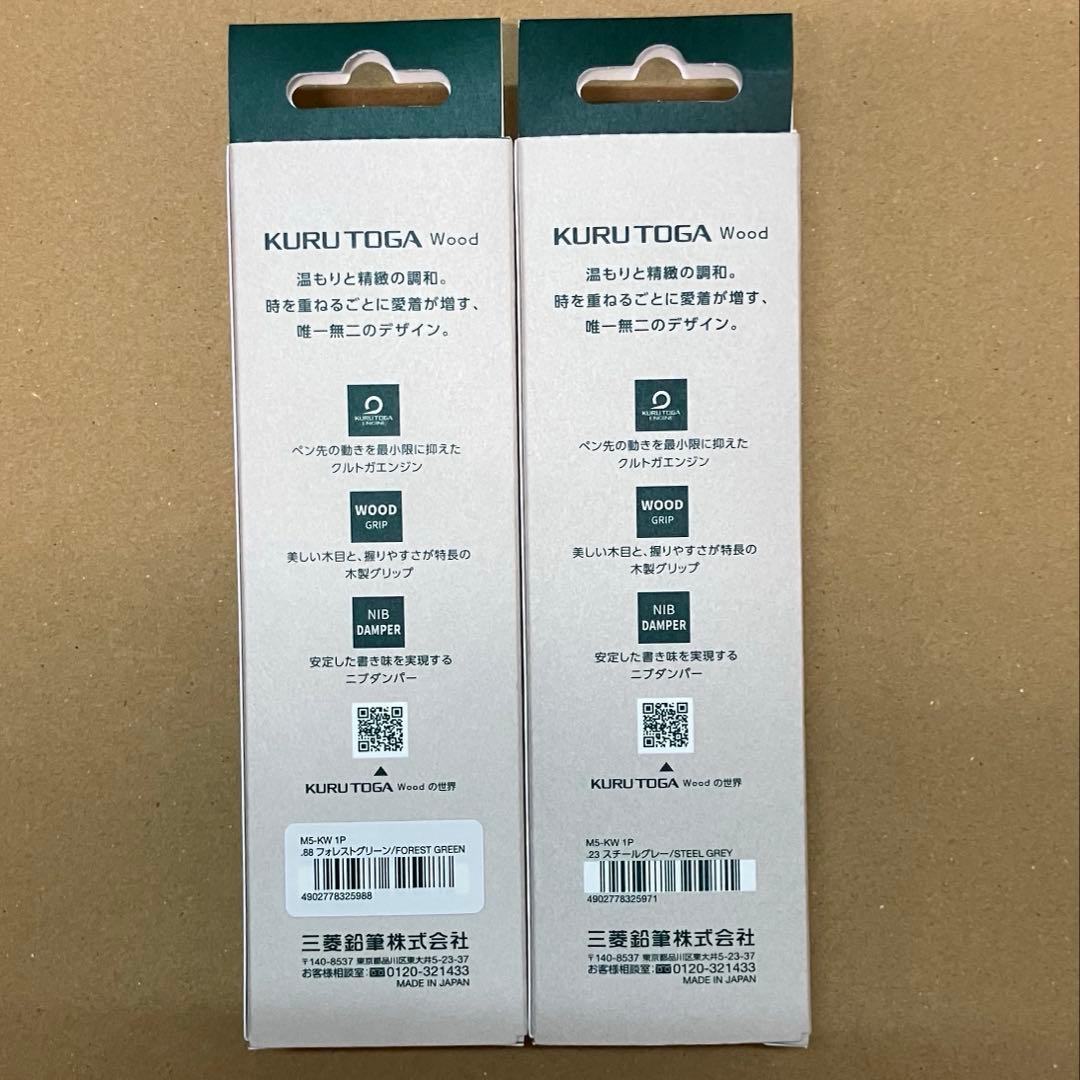 KURU TOGA Wood
温もりと精緻の調和。
時を重ねるごとに愛着が増す、
唯一無二のデザイン。
KURU TOGA
ENGINE
ペン先の動きを最小限に抑えた
クルトガエンジン
WOOD
GRIP
美しい木目と、握りやすさが特長の
木製グリップ
NIB
DAMPER
安定した書き味を実現する
ニブダンパー
KURU TOGA Wood の世界
M5-KW 1P
.88 フォレストグリーン/FOREST GREEN
4902778325988
三菱鉛筆株式会社
〒140-8537 東京都品川区東大井5-23-37
お客様相談室:0120-321433
MADE IN JAPAN
KURU TOGA Wood
温もりと精緻の調和。
時を重ねるごとに愛着が増す、
唯一無二のデザイン。
KURU TOGA
ENGINE
ペン先の動きを最小限に抑えた
クルトガエンジン
WOOD
GRIP
美しい木目と、握りやすさが特長の
木製グリップ
NIB
DAMPER
安定した書き味を実現する
ニブダンパー
KURU TOGA Wood の世界
M5-KW 1P
.23 スチールグレー/STEEL GREY
4902778325971
三菱鉛筆株式会社
〒140-8537 東京都品川区東大井5-23-37
お客様相談室:0120-321433
MADE IN JAPAN